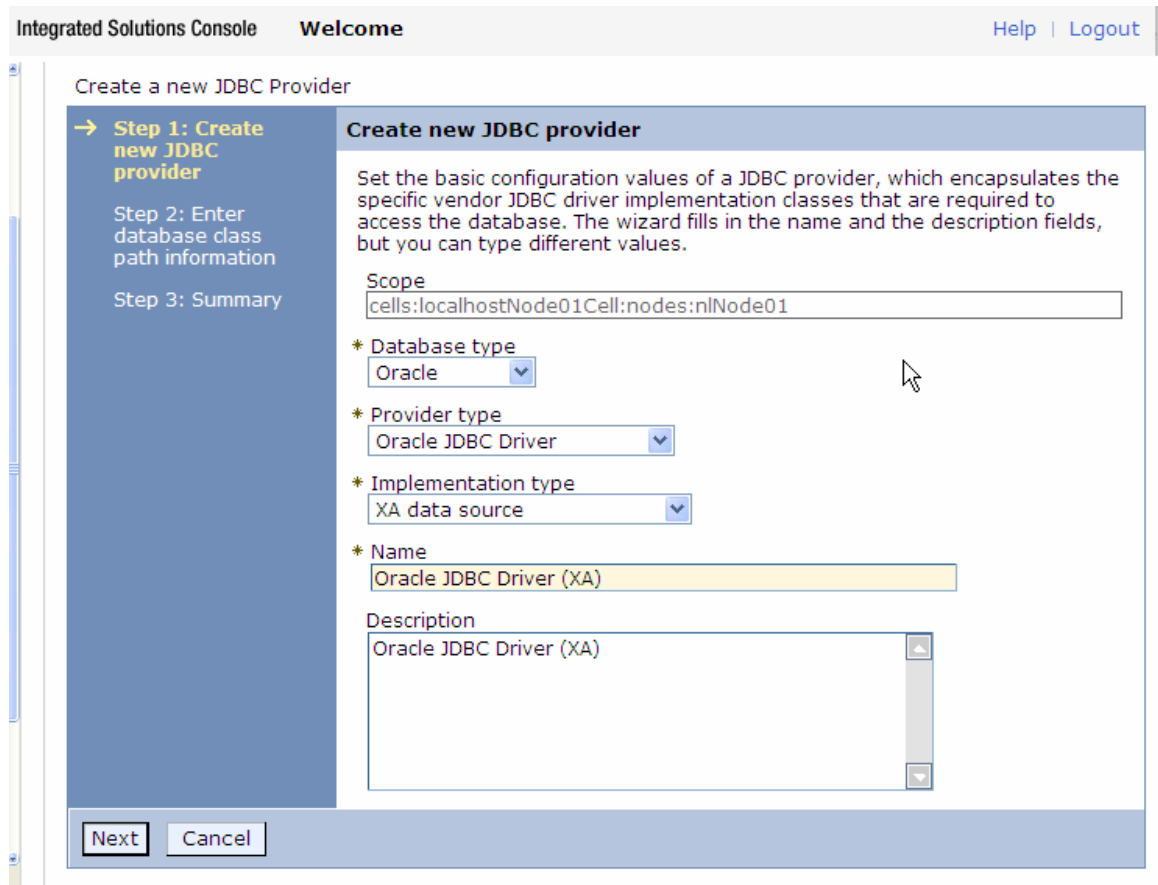 Integrated Solutions Console Welcome Help | Logout
Create a new JDBC Provider
Step 1: Create
new JDBC
provider
Step 2: Enter
database class
path information
Step 3: Summary
Create new JDBC provider
Set the basic configuration values of a JDBC provider, which encapsulates the
specific vendor JDBC driver implementation classes that are required to
access the database. The wizard fills in the name and the description fields,
but you can type different values.
Scope
cells:localhostNode01Cell:nodes:nlNode01
* Database type
Oracle
* Provider type
Oracle JDBC Driver
* Implementation type
XA data source
* Name
Oracle JDBC Driver (XA)
Description
Oracle JDBC Driver (XA)
Next Cancel